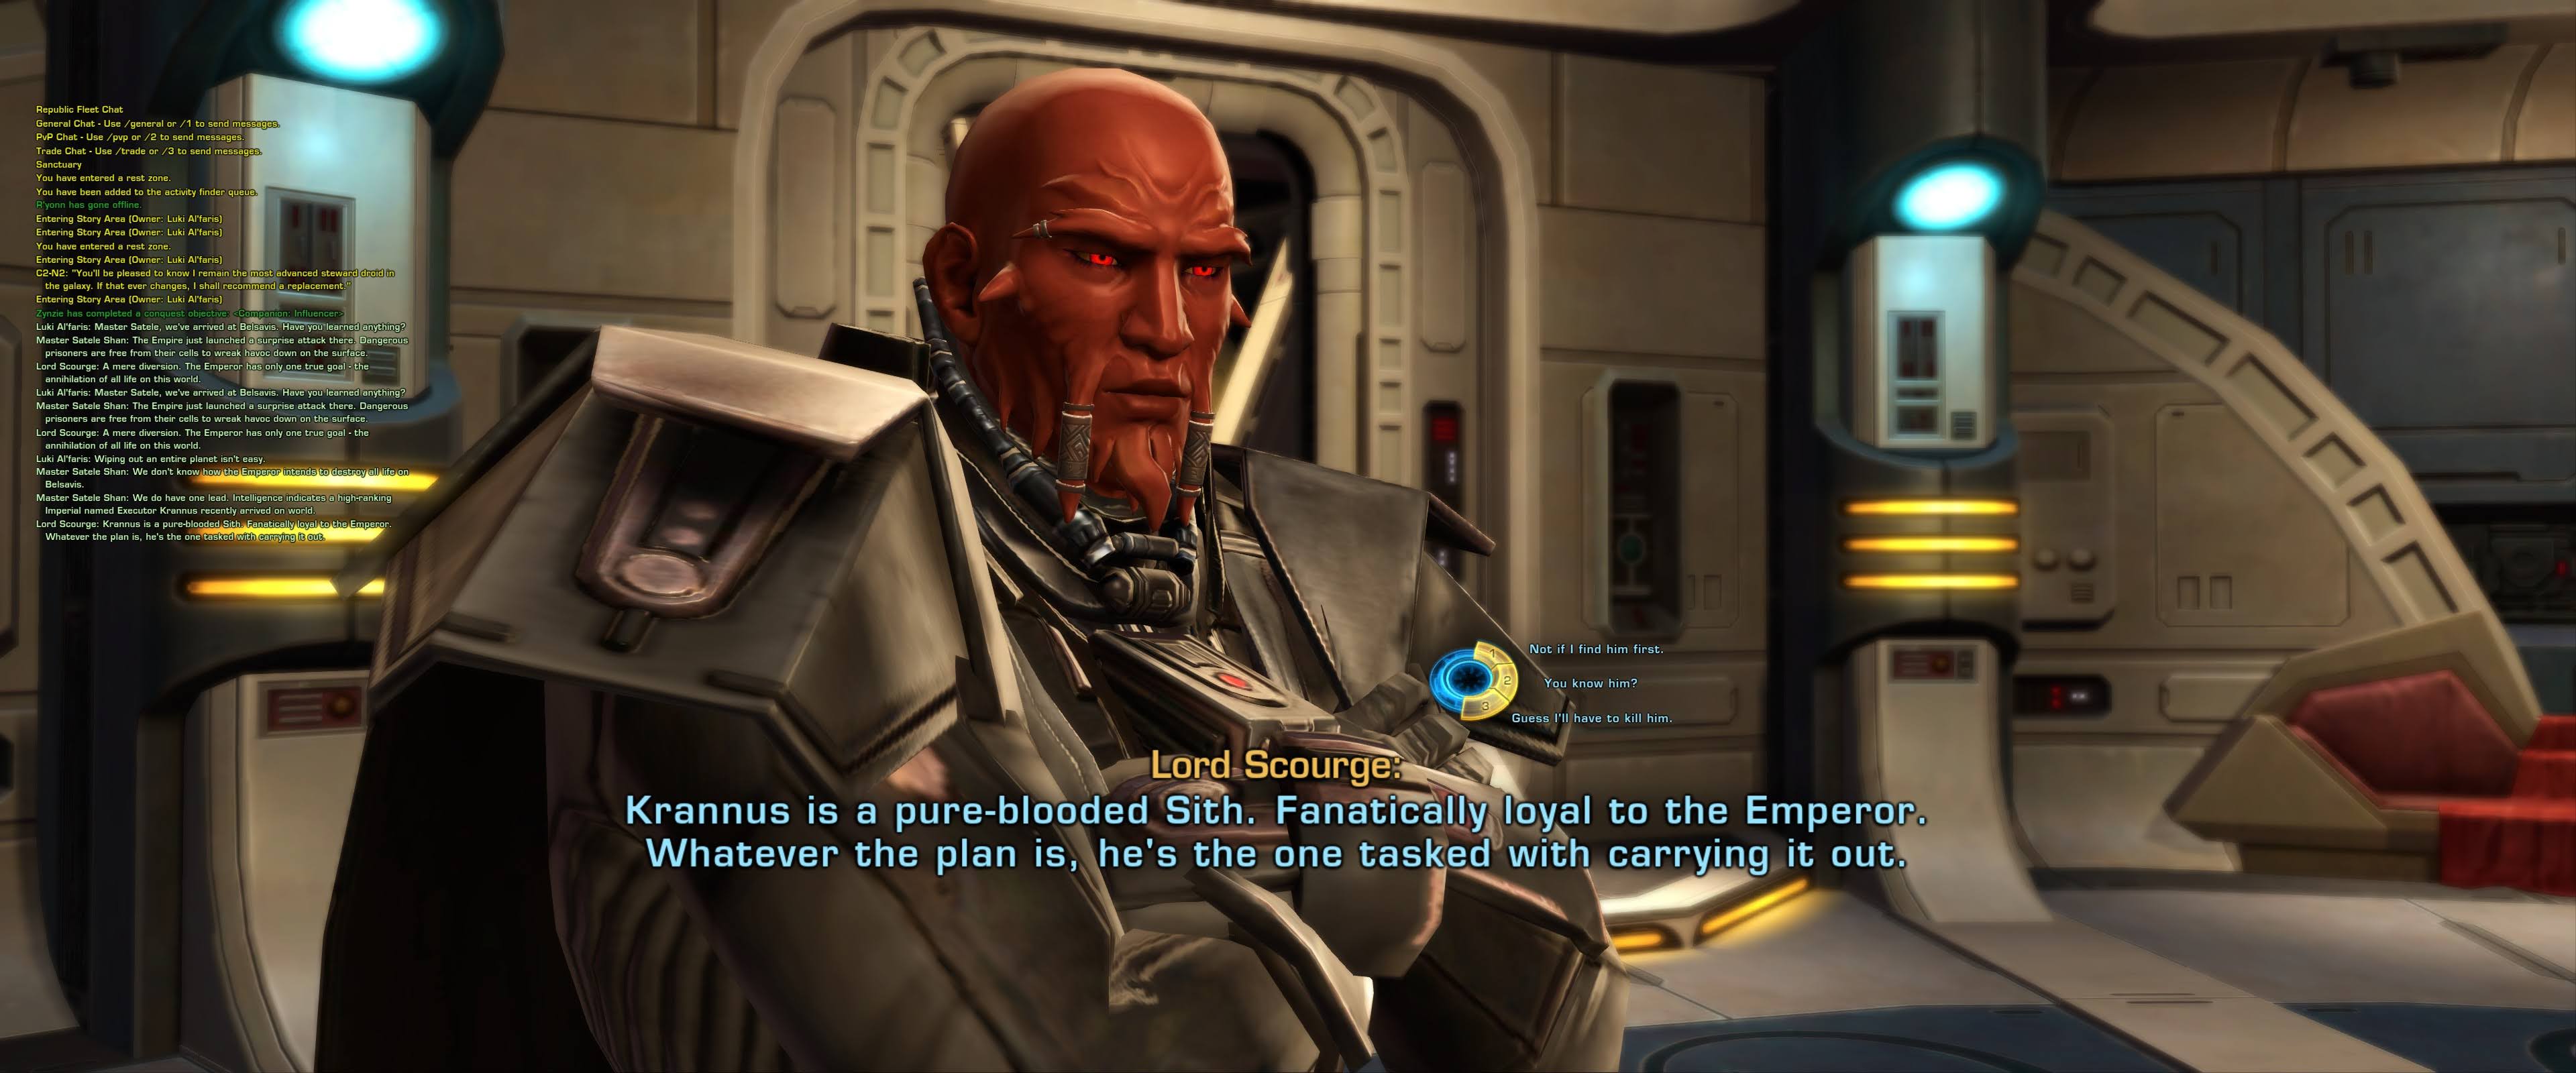 Republic Fleet Chat
General Chat - Use /general or /1 to send messages.
PvP Chat - Use /pvp or /2 to send messages.
Trade Chat - Use /trade or /3 to send messages.
Sanctuary
You have entered a rest zone.
You have been added to the activity finder queue.
R'yonn has gone offline.
Entering Story Area (Owner: Luki Al'faris)
Entering Story Area (Owner: Luki Al'faris)
You have entered a rest zone.
Entering Story Area (Owner: Luki Al'faris)
C2-N2: "You'll be pleased to know I remain the most advanced steward droid in
the galaxy. If that ever changes, I shall recommend a replacement."
Entering Story Area (Owner: Luki Al'faris)
Zynzie has completed a conquest objective: <Companion: Influencer>
Luki Al'faris: Master Satele, we've arrived at Belsavis. Have you learned anything?
Master Satele Shan: The Empire just launched a surprise attack there. Dangerous
prisoners are free from their cells to wreak havoc down on the surface.
Lord Scourge: A mere diversion. The Emperor has only one true goal - the
annihilation of all life on this world.
Luki Al'faris: Master Satele, we've arrived at Belsavis. Have you learned anything?
Master Satele Shan: The Empire just launched a surprise attack there. Dangerous
prisoners are free from their cells to wreak havoc down on the surface.
Lord Scourge: A mere diversion. The Emperor has only one true goal - the
annihilation of all life on this world.
Luki Al'faris: Wiping out an entire planet isn't easy.
Master Satele Shan: We don't know how the Emperor intends to destroy all life on
Belsavis.
Master Satele Shan: We do have one lead. Intelligence indicates a high-ranking
Imperial named Executor Krannus recently arrived on world.
Lord Scourge: Krannus is a pure-blooded Sith. Fanatically loyal to the Emperor.
Whatever the plan is, he's the one tasked with carrying it out.
1 Not if I find him first.
2 You know him?
3 Guess I'll have to kill him.
Lord Scourge:
Krannus is a pure-blooded Sith. Fanatically loyal to the Emperor.
Whatever the plan is, he's the one tasked with carrying it out.